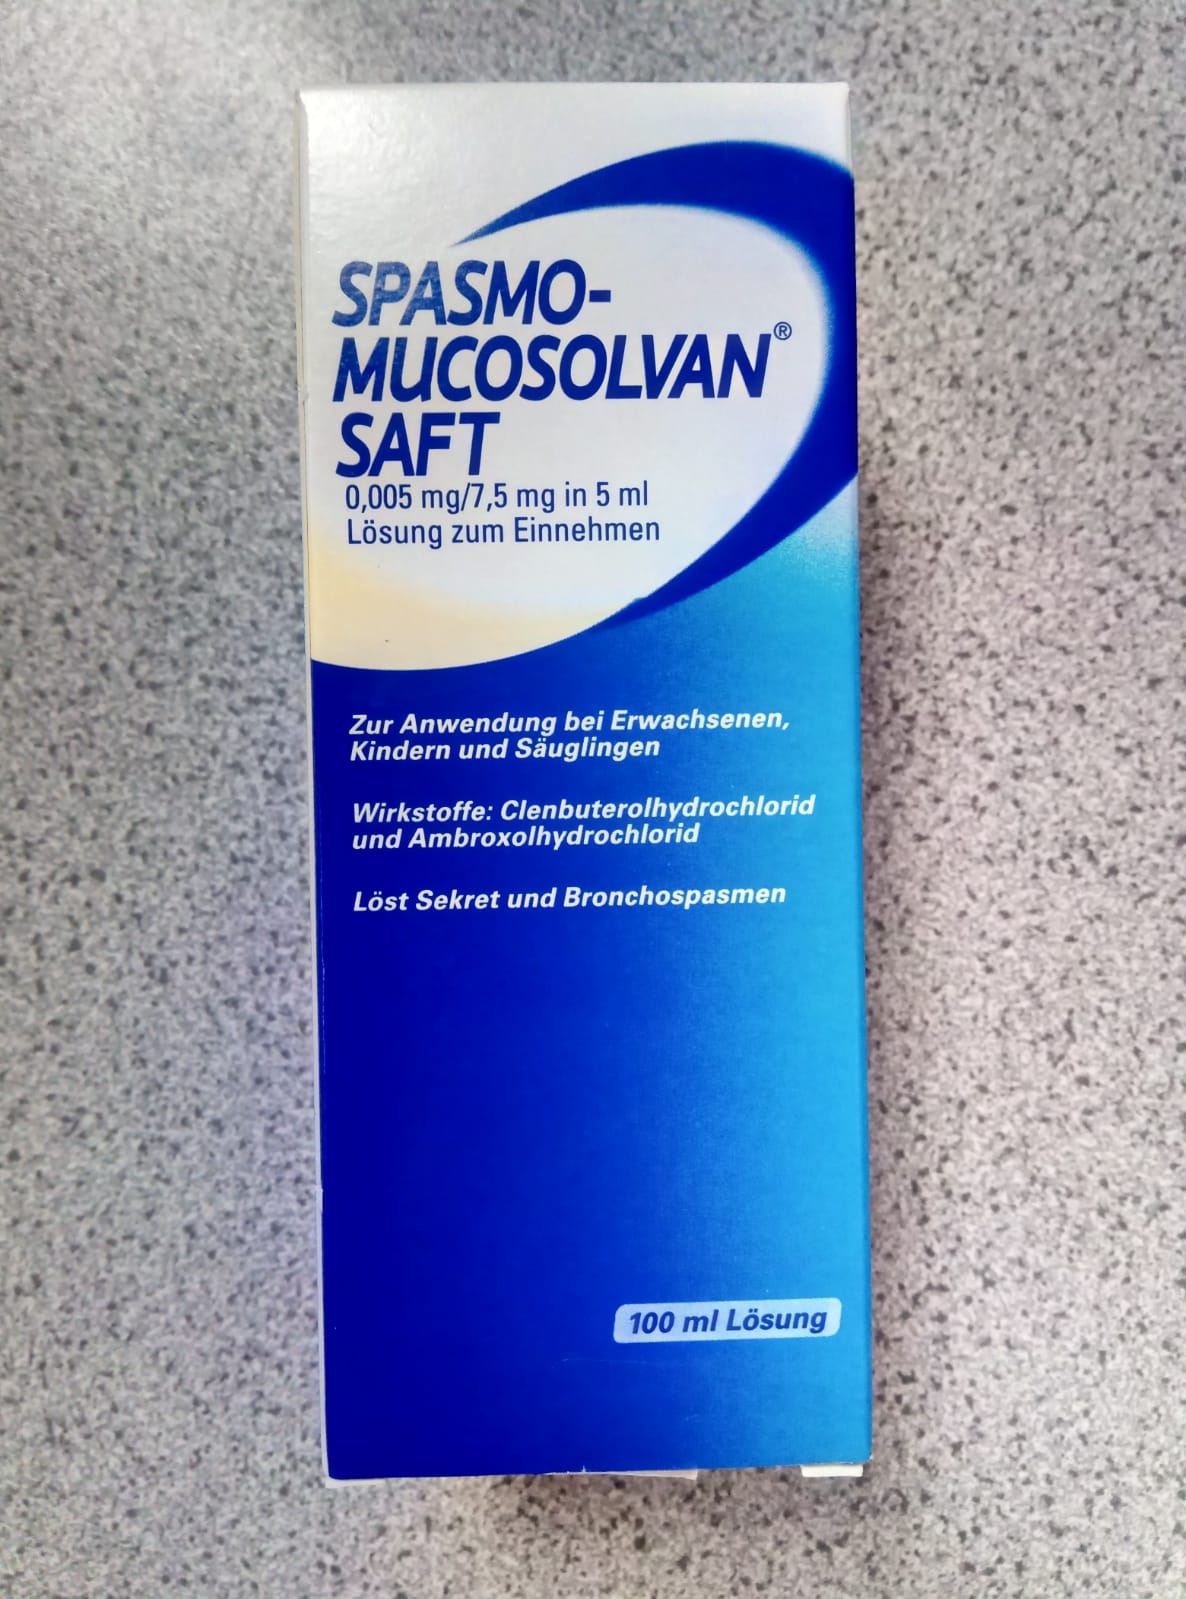 SPASMO-
MUCOSOLVAN®
SAFT
0,005 mg/7,5 mg in 5 ml
Lösung zum Einnehmen
Zur Anwendung bei Erwachsenen,
Kindern und Säuglingen
Wirkstoffe: Clenbuterolhydrochlorid
und Ambroxolhydrochlorid
Löst Sekret und Bronchospasmen
100 ml Lösung